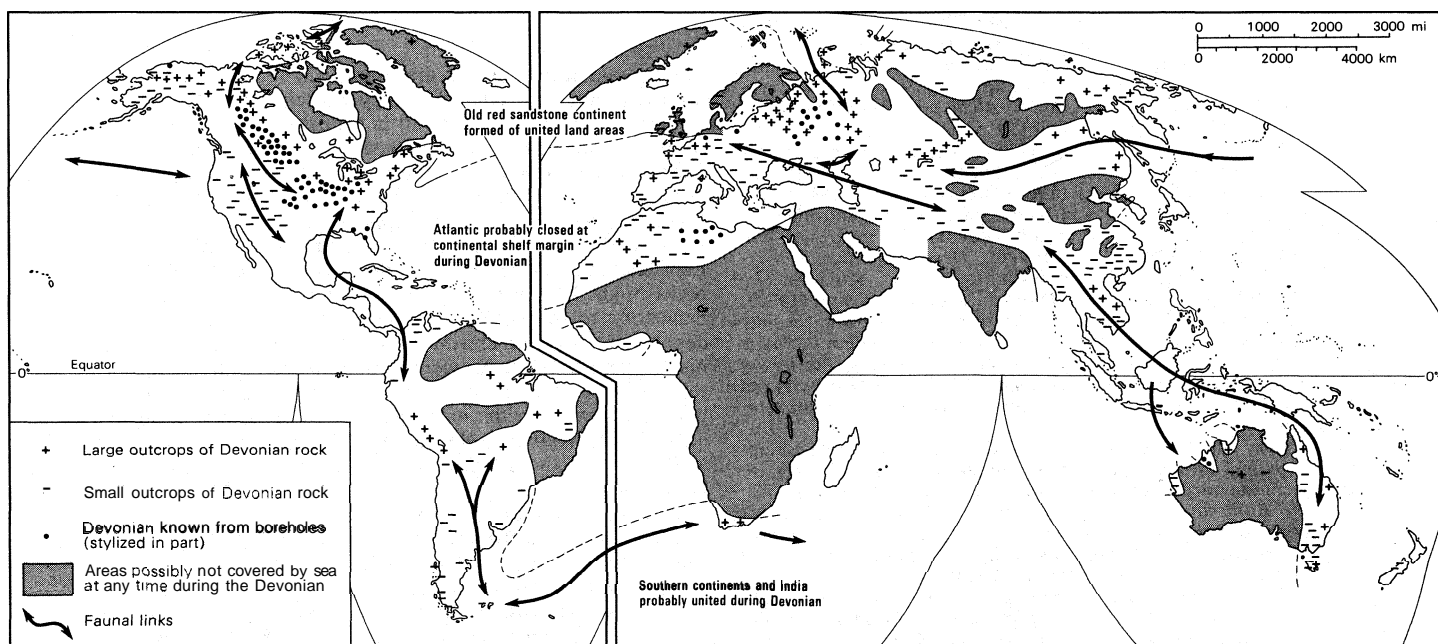 0 1000 2000 3000 mi
0 2000 4000 km
Old red sandstone continent
formed of united land areas
Atlantic probably closed at
continental shelf margin
during Devonian
Equator
0°
0°
+ Large outcrops of Devonian rock
- Small outcrops of Devonian rock
• Devonian known from boreholes
(stylized in part)
Areas possibly not covered by sea
at any time during the Devonian
Faunal links
Southern continents and India
probably united during Devonian